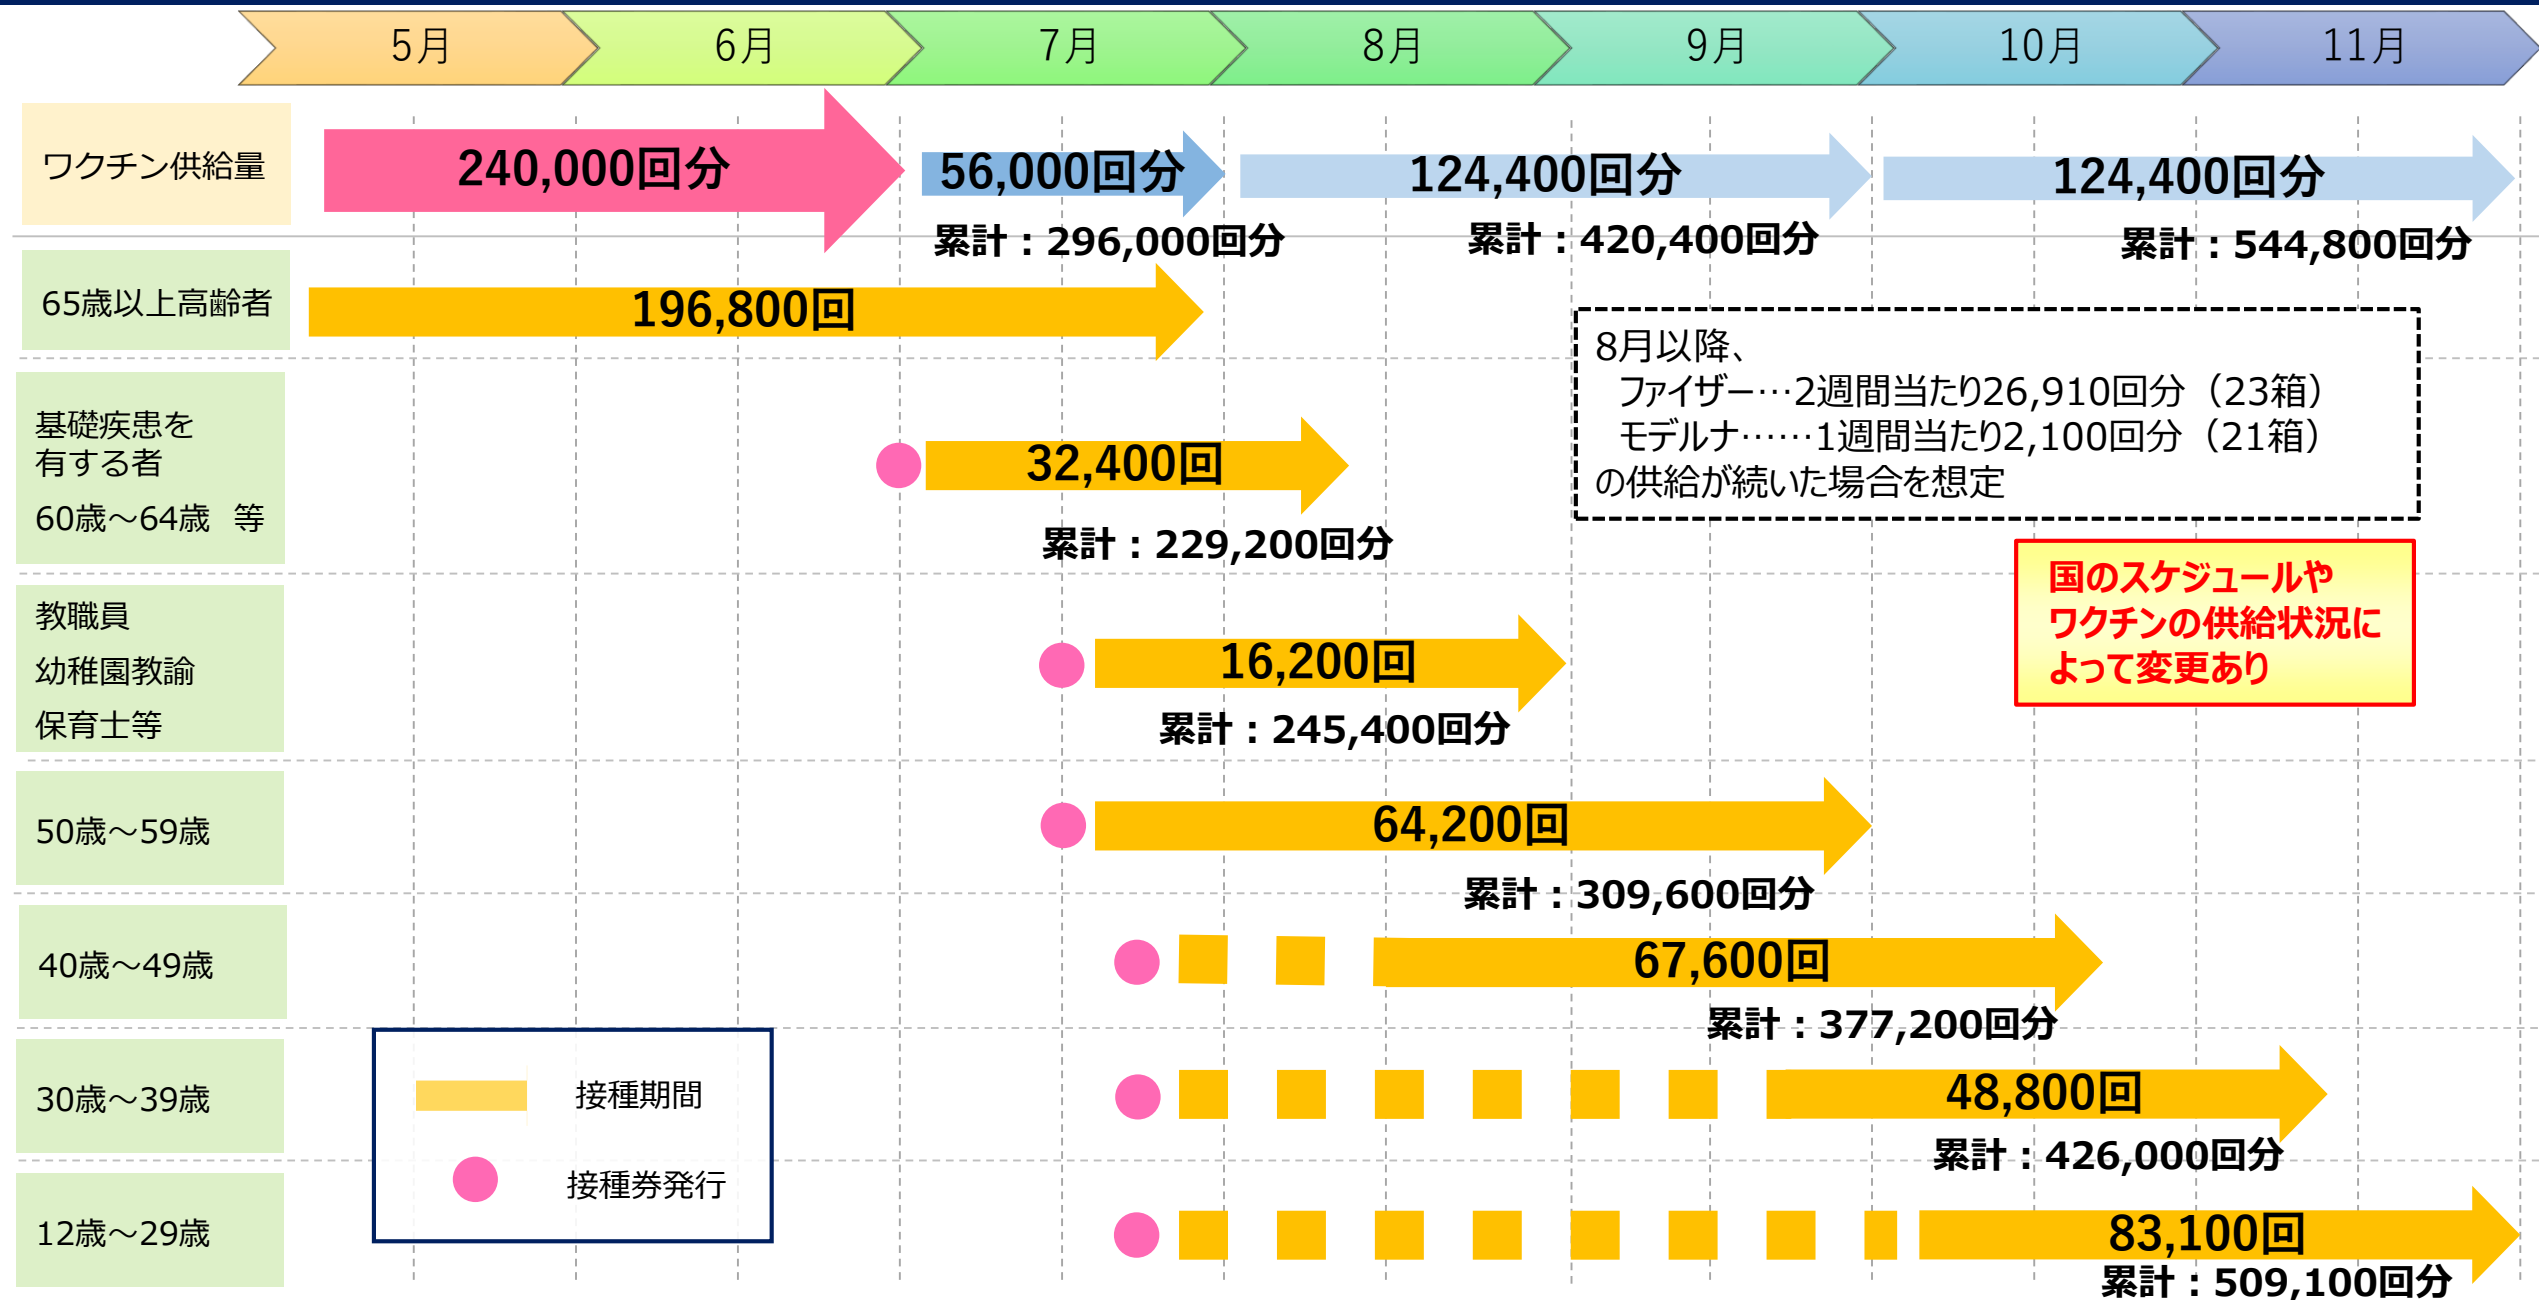 5月 6月 7月 8月 9月 10月 11月
ワクチン供給量
240,000回分
56,000回分
124,400回分
124,400回分
累計：296,000回分
累計：420,400回分
累計：544,800回分
65歳以上高齢者
196,800回
8月以降、
ファイザー…2週間当たり26,910回分（23箱）
モデルナ……1週間当たり2,100回分（21箱）
の供給が続いた場合を想定
基礎疾患を
有する者
60歳～64歳 等
32,400回
累計：229,200回分
国のスケジュールや
ワクチンの供給状況に
よって変更あり
教職員
幼稚園教諭
保育士等
16,200回
累計：245,400回分
50歳～59歳
64,200回
累計：309,600回分
40歳～49歳
67,600回
累計：377,200回分
30歳～39歳
48,800回
累計：426,000回分
12歳～29歳
83,100回
累計：509,100回分
接種期間
接種券発行